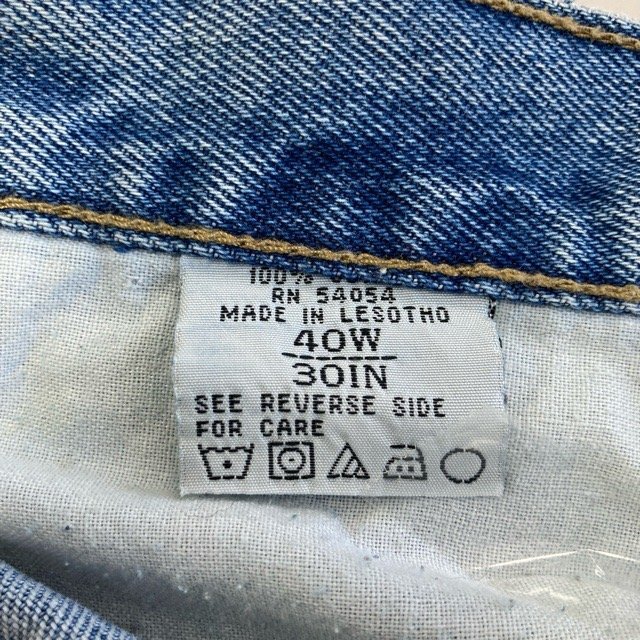 100%
RN 54054
MADE IN LESOTHO
40W
30IN
SEE REVERSE SIDE
FOR CARE